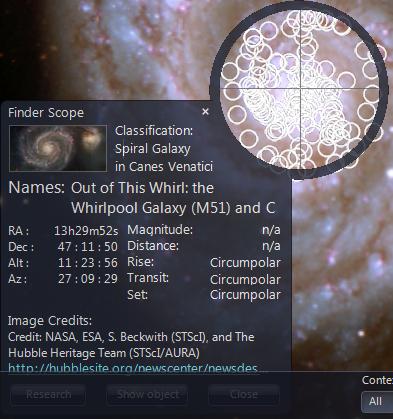 Finder Scope
Classification:
Spiral Galaxy
in Canes Venatici
Names: Out of This Whirl: the
Whirlpool Galaxy (M51) and C
RA : 13h29m52s Magnitude: n/a
Dec : 47 : 11 : 50 Distance: n/a
Alt : 11 : 23 : 56 Rise: Circumpolar
Az : 27 : 09 : 29 Transit: Circumpolar
Set: Circumpolar
Image Credits:
Credit: NASA, ESA, S. Beckwith (STScI), and The
Hubble Heritage Team (STScI/AURA)
http://hubblesite.org/newscenter/newsdes...
Research Show object Close
Conte
All